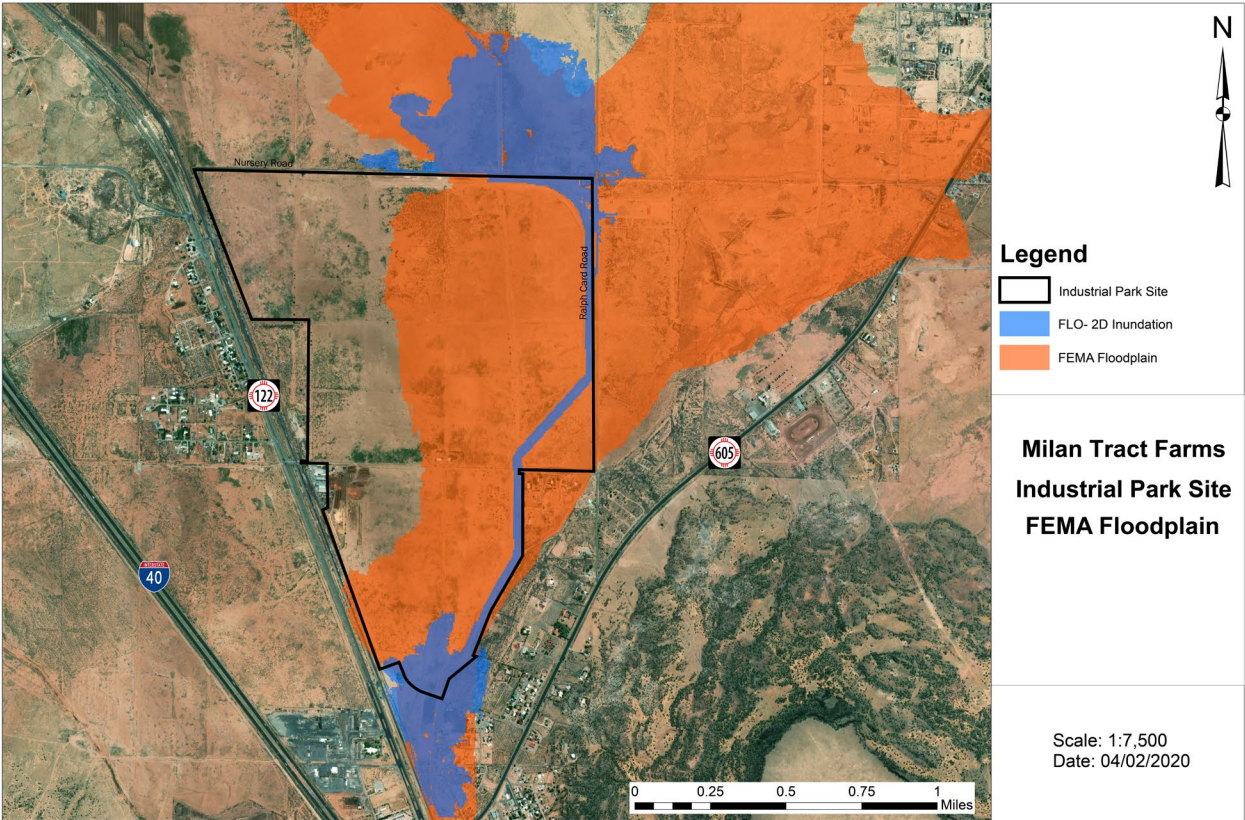 N
Nursery Road
Ralph Card Road
122
605
INTERSTATE
40
Legend
Industrial Park Site
FLO- 2D Inundation
FEMA Floodplain
Milan Tract Farms
Industrial Park Site
FEMA Floodplain
Scale: 1:7,500
Date: 04/02/2020
0 0.25 0.5 0.75 1
Miles